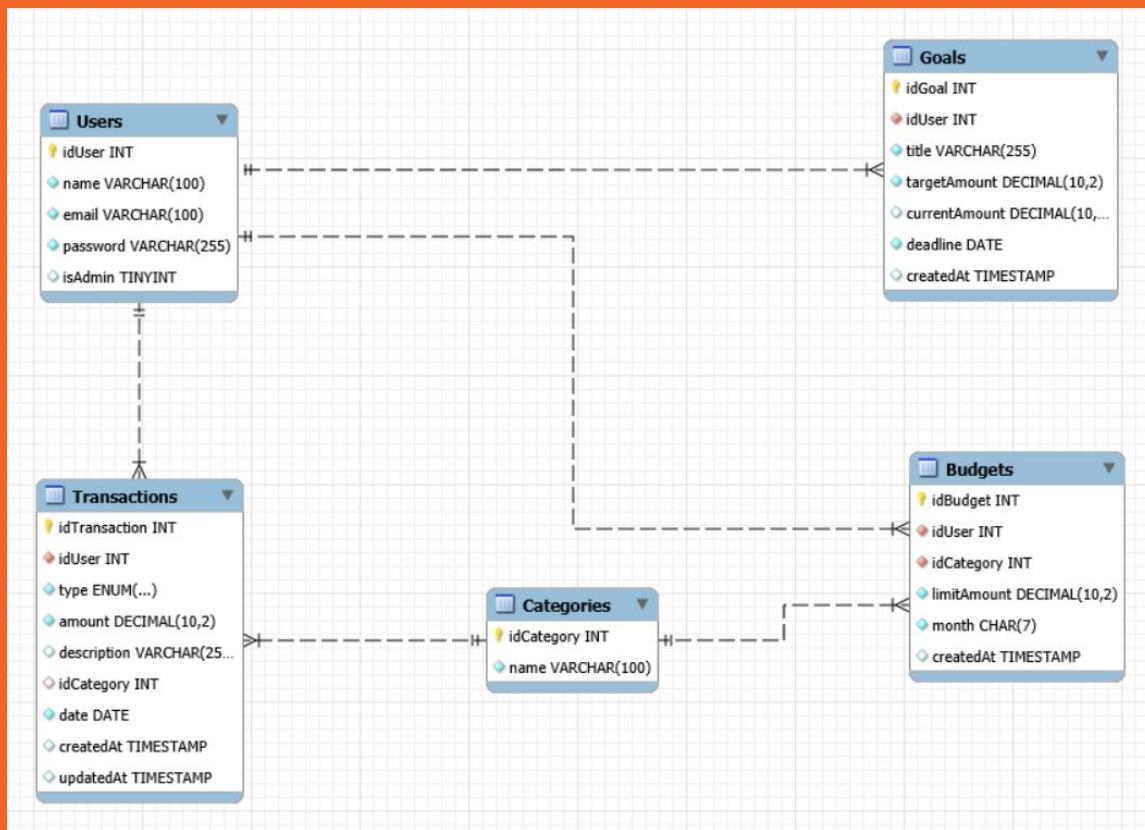 Users
idUser INT
name VARCHAR(100)
email VARCHAR(100)
password VARCHAR(255)
isAdmin TINYINT
Goals
idGoal INT
idUser INT
title VARCHAR(255)
targetAmount DECIMAL(10,2)
currentAmount DECIMAL(10,...
deadline DATE
createdAt TIMESTAMP
Transactions
idTransaction INT
idUser INT
type ENUM(...)
amount DECIMAL(10,2)
description VARCHAR(25...
idCategory INT
date DATE
createdAt TIMESTAMP
updatedAt TIMESTAMP
Categories
idCategory INT
name VARCHAR(100)
Budgets
idBudget INT
idUser INT
idCategory INT
limitAmount DECIMAL(10,2)
month CHAR(7)
createdAt TIMESTAMP